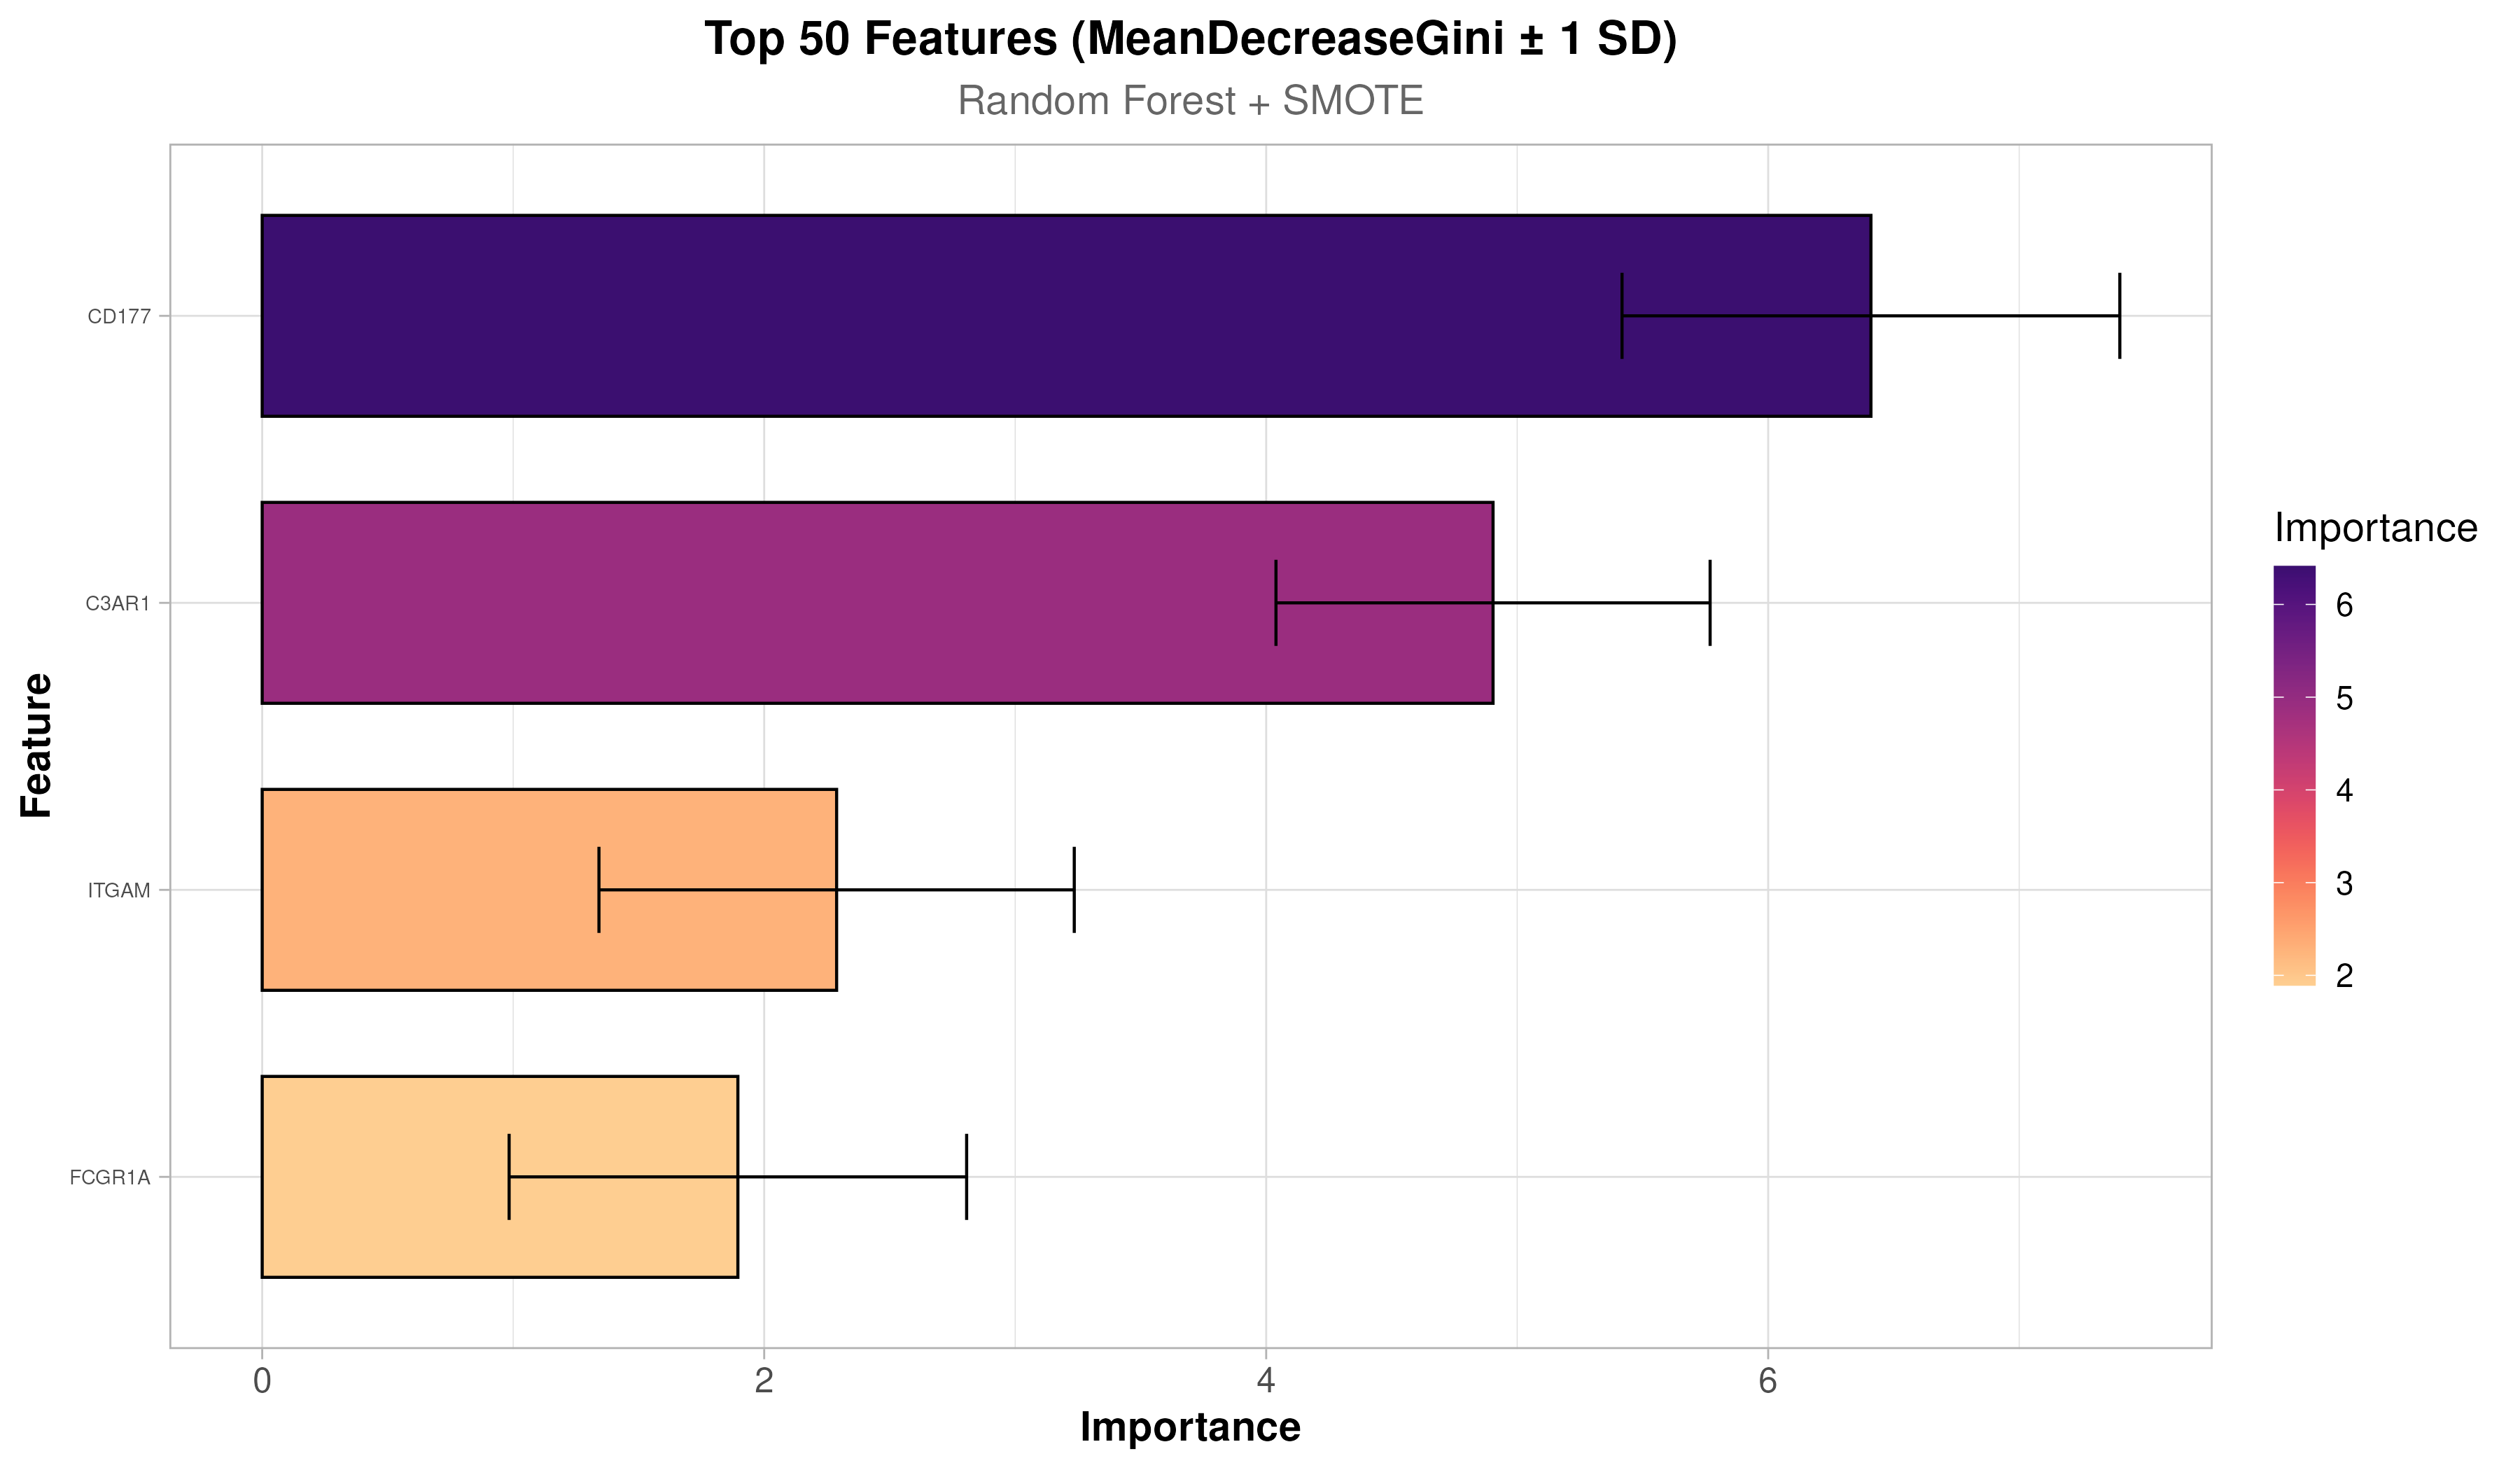 Top 50 Features (MeanDecreaseGini ± 1 SD)
Random Forest + SMOTE
Feature
CD177
C3AR1
ITGAM
FCGR1A
0 2 4 6
Importance
Importance
6
5
4
3
2